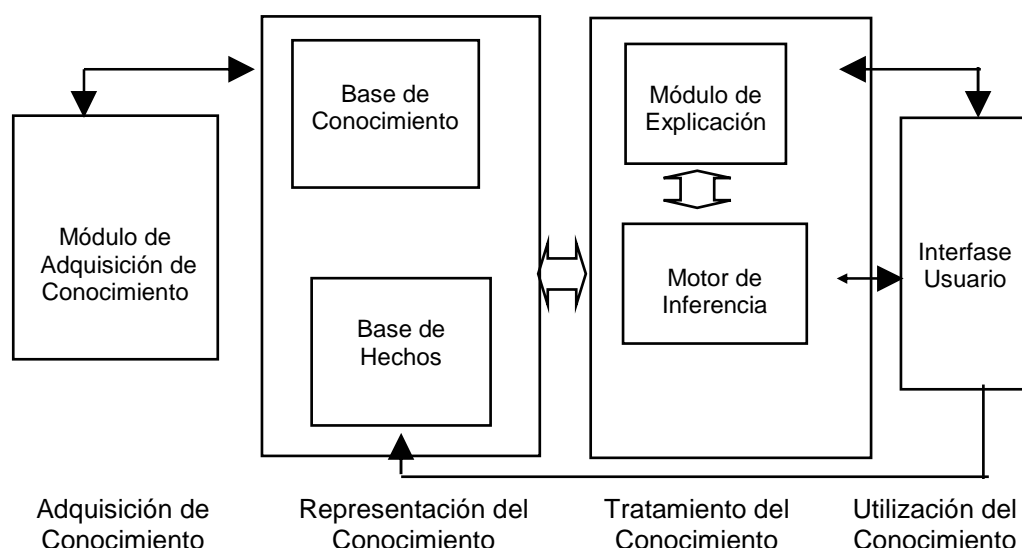 Base de
Conocimiento
Módulo de
Explicación
Módulo de
Adquisición de
Conocimiento
Interfase
Usuario
Motor de
Inferencia
Base de
Hechos
Adquisición de
Conocimiento
Representación del
Conocimiento
Tratamiento del
Conocimiento
Utilización del
Conocimiento